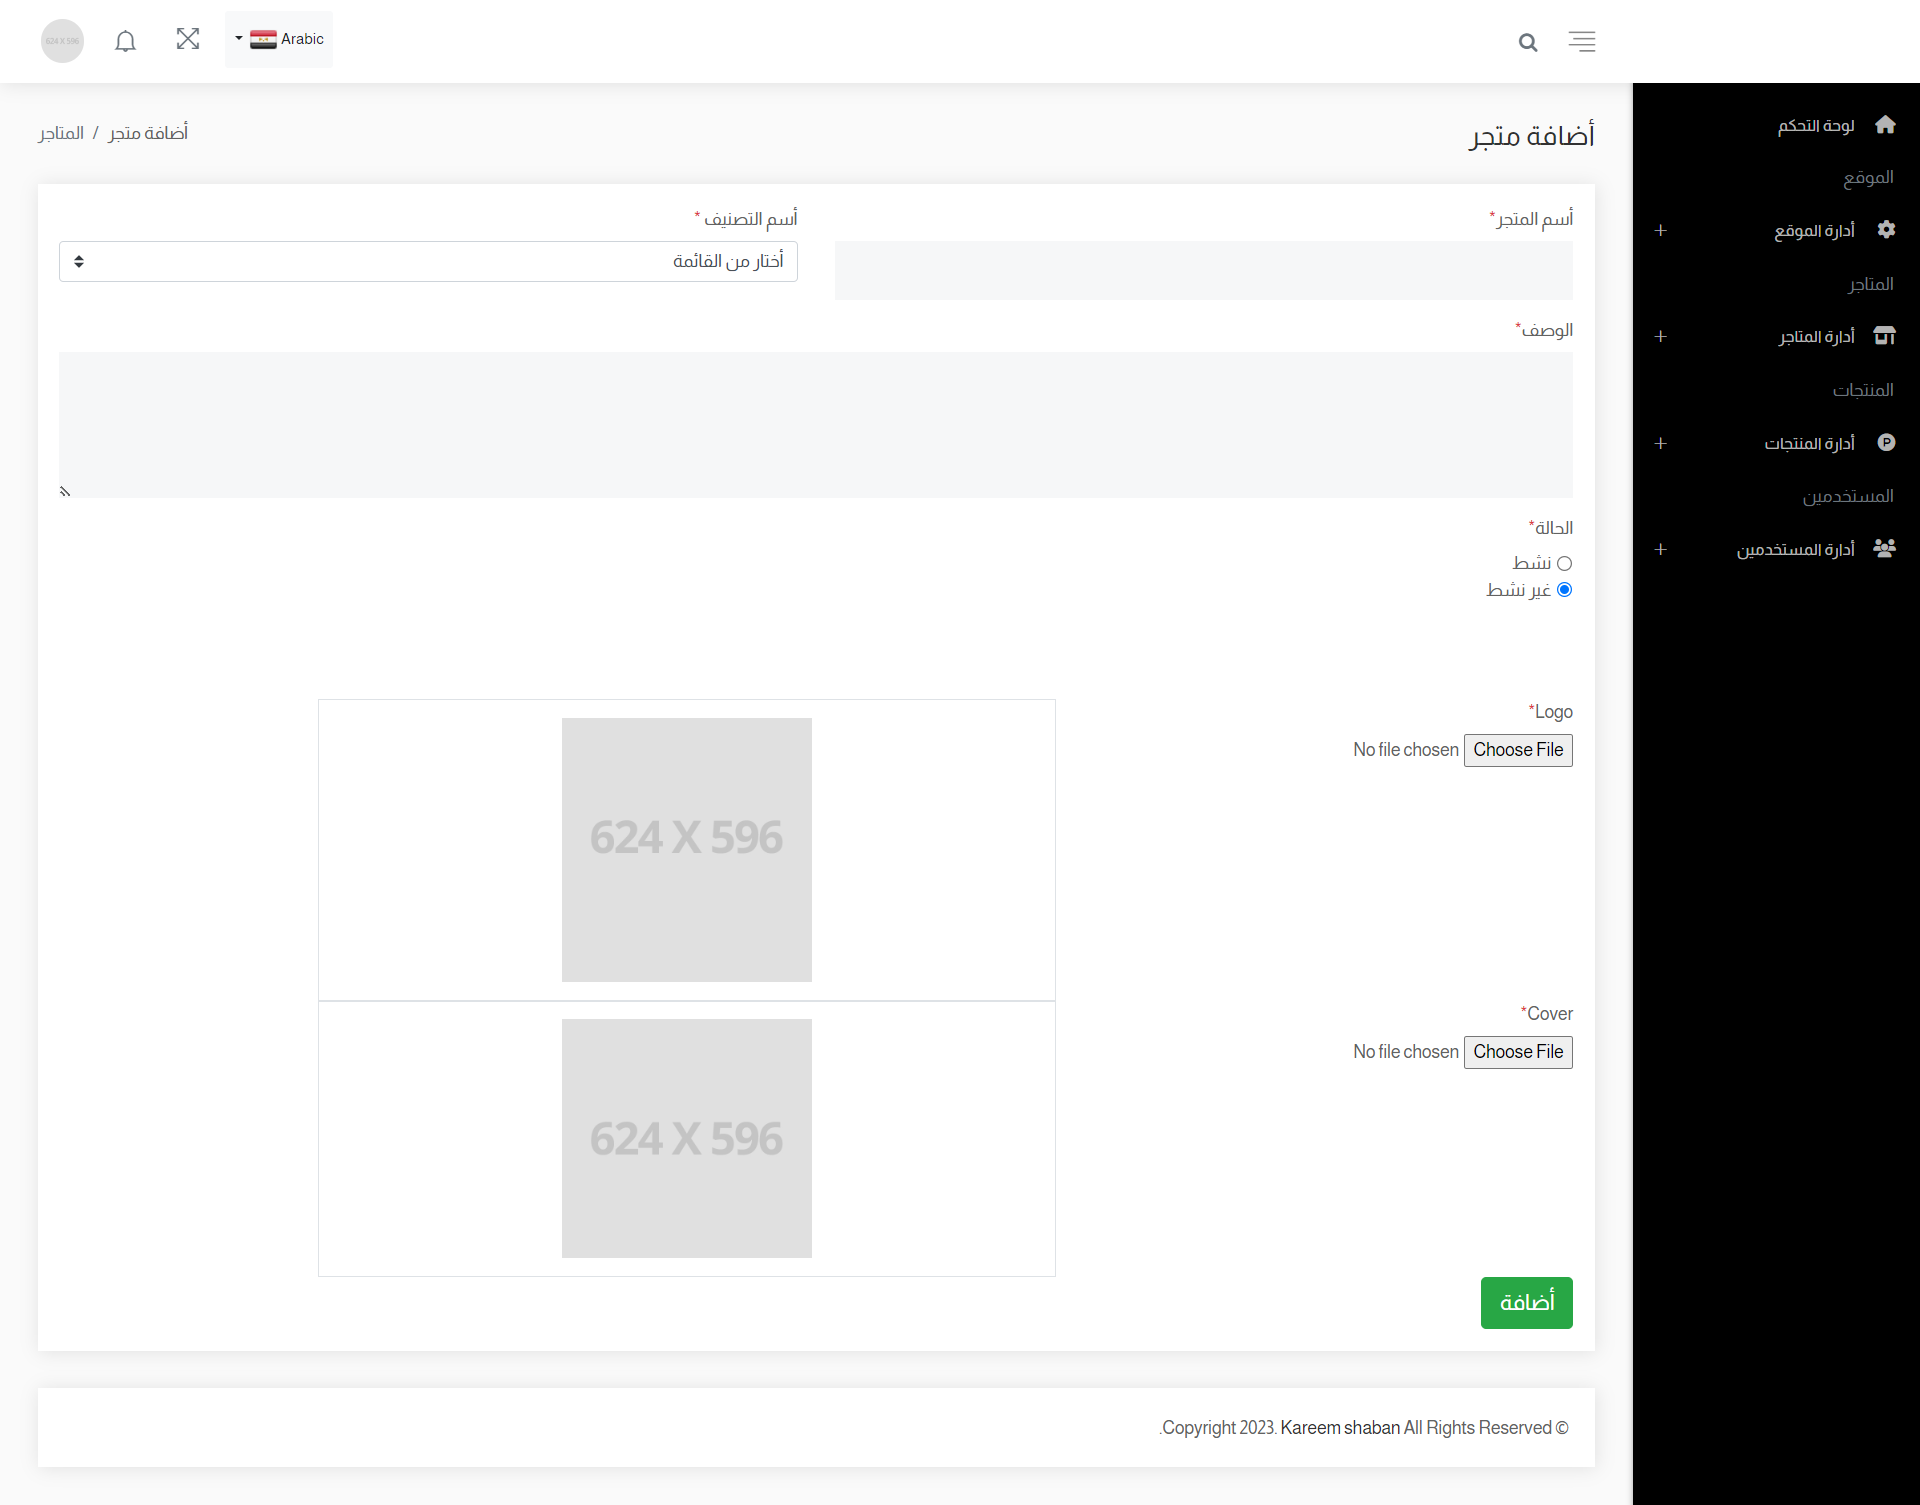 624 X 596
Arabic
لوحة التحكم
الموقع
أدارة الموقع
المتاجر
أدارة المتاجر
المنتجات
أدارة المنتجات
المستخدمين
أدارة المستخدمين
أضافة متجر
أضافة متجر / المتاجر
أسم المتجر*
أسم التصنيف *
أختار من القائمة
الوصف*
الحالة*
نشط
غير نشط
Logo*
Choose File No file chosen
624 X 596
Cover*
Choose File No file chosen
624 X 596
أضافة
.Copyright 2023. Kareem shaban All Rights Reserved ©